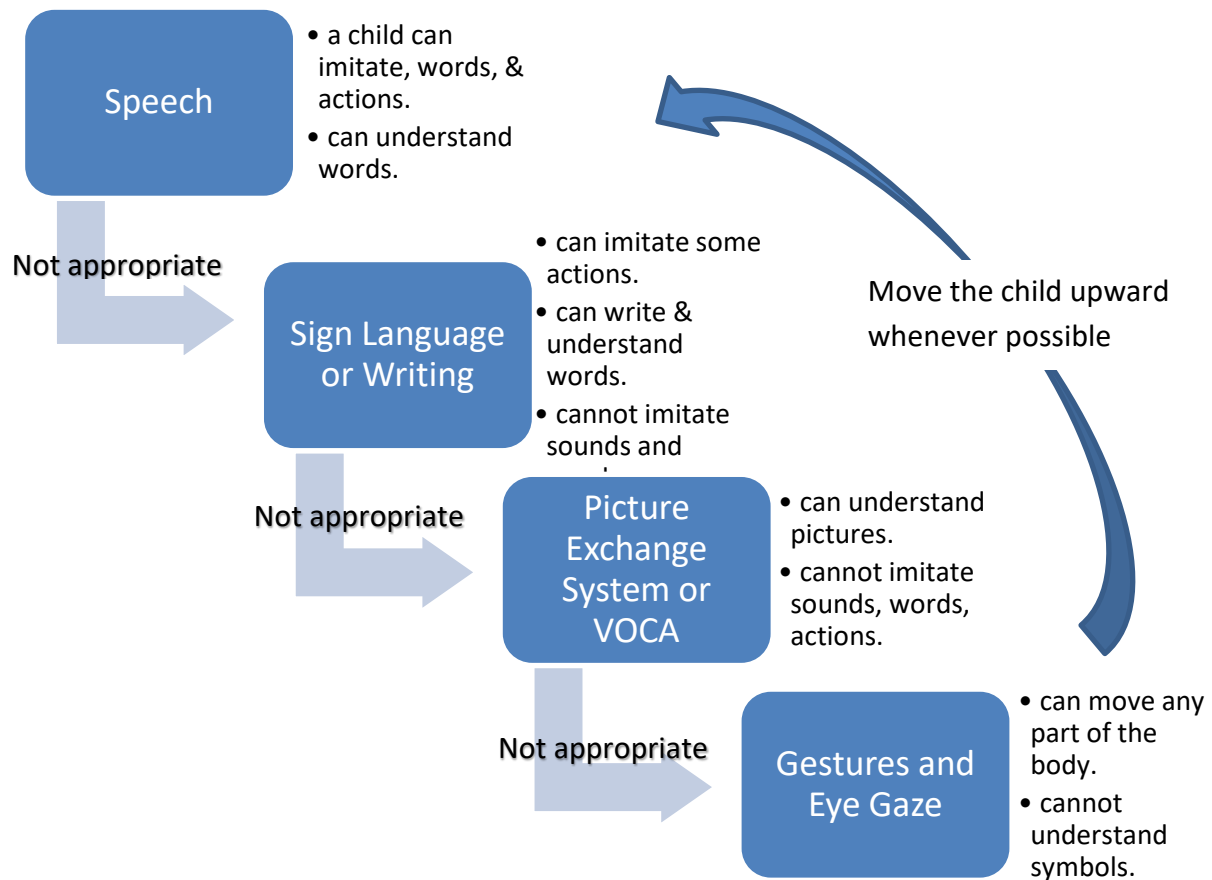 Speech
• a child can
imitate, words, &
actions.
• can understand
words.
Not appropriate
Sign Language
or Writing
• can imitate some
actions.
• can write &
understand
words.
• cannot imitate
sounds and
Move the child upward
whenever possible
Not appropriate
Picture
Exchange
System or
VOCA
• can understand
pictures.
• cannot imitate
sounds, words,
actions.
Not appropriate
Gestures and
Eye Gaze
• can move any
part of the
body.
• cannot
understand
symbols.